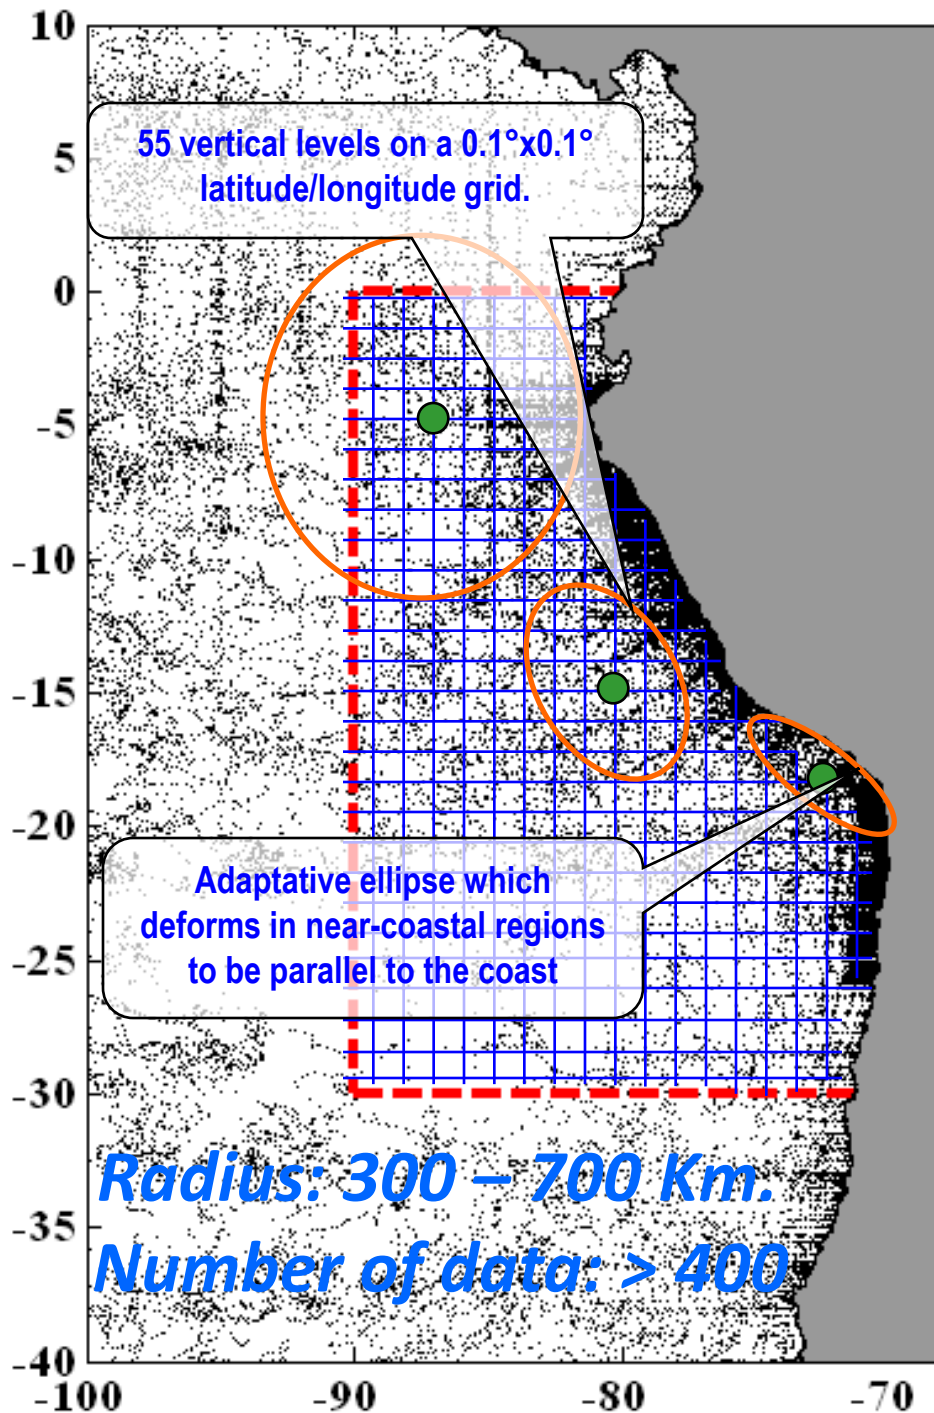 10
55 vertical levels on a 0.1°x0.1°
latitude/longitude grid.
5
0
-5
-10
-15
-20
Adaptative ellipse which
deforms in near-coastal regions
to be parallel to the coast
-25
-30
Radius: 300 – 700 Km.
-35
Number of data: > 400
-40
-100 -90 -80 -70